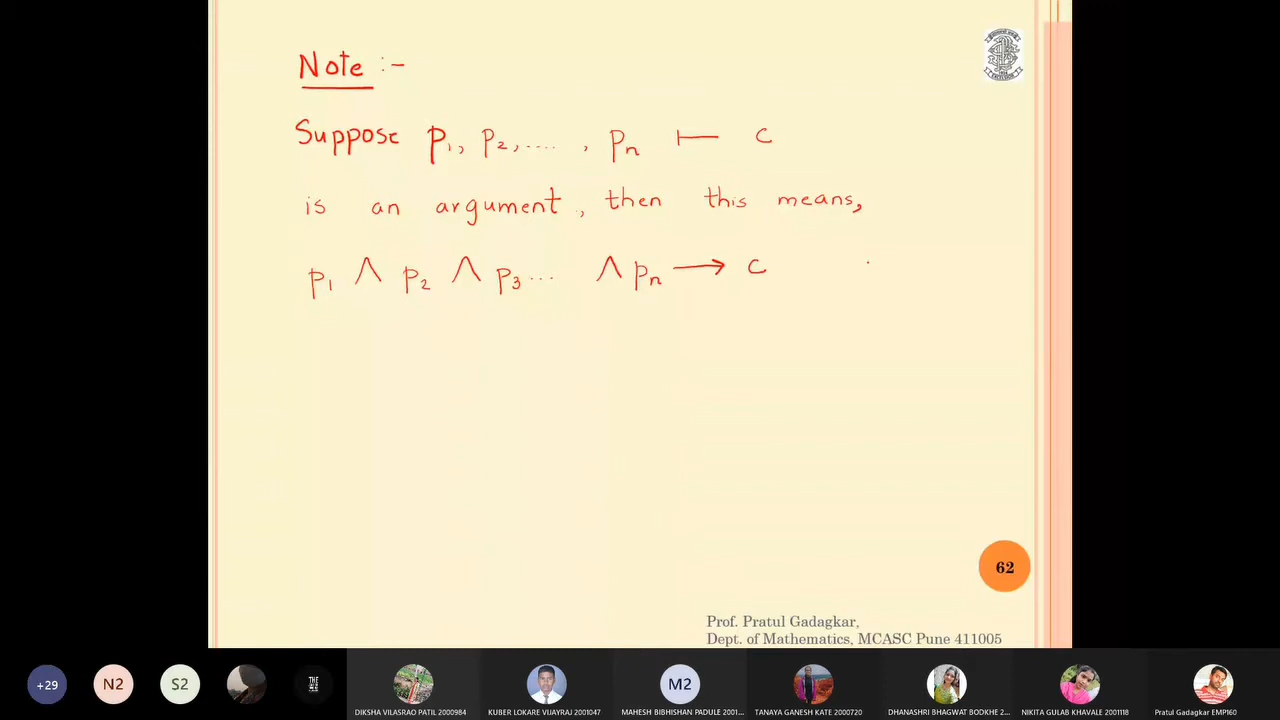 Note :-
Suppose p₁, p₂, .... , pₙ ⊢ c
is an argument, then this means,
p₁ ∧ p₂ ∧ p₃ ... ∧ pₙ → c
62
Prof. Pratul Gadagkar,
Dept. of Mathematics, MCASC Pune 411005
+29
N2
S2
M2
DIKSHA VILASRAO PATIL 2000984
KUBER LOKARE VIJAYRAJ 2001047
MAHESH BIBHISHAN PADULE 2001...
TANAYA GANESH KATE 2000720
DHANASHRI BHAGWAT BODKHE 2...
NIKITA GULAB KHAVALE 2001118
Pratul Gadagkar EMP160